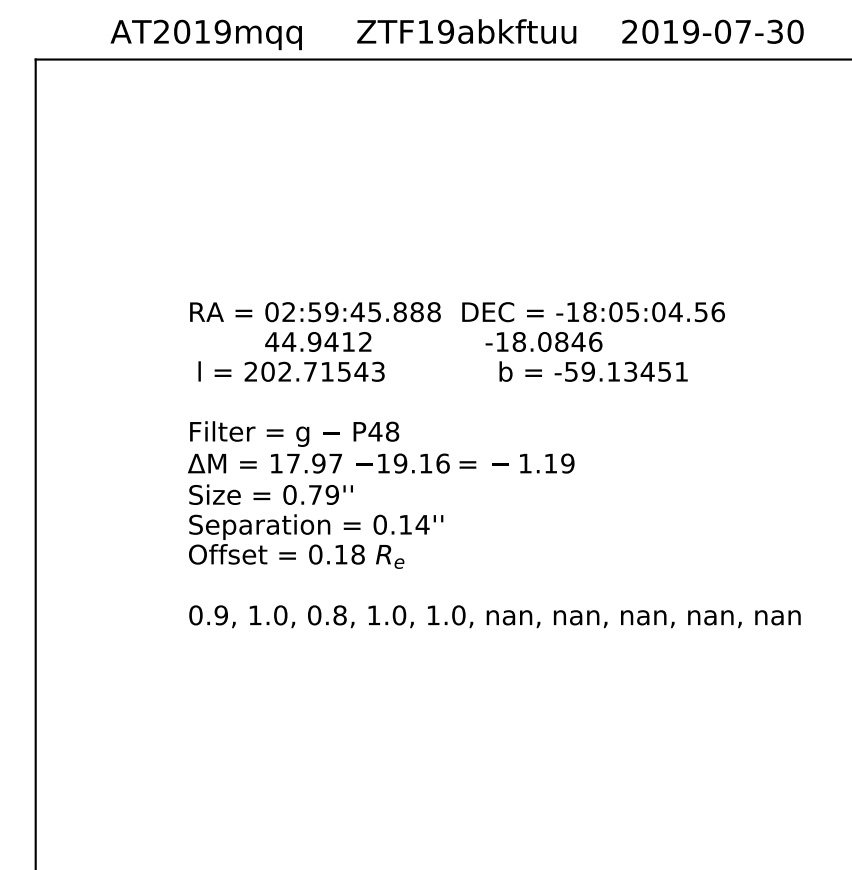 AT2019mqq ZTF19abkftuu 2019-07-30
RA = 02:59:45.888 DEC = -18:05:04.56
44.9412 -18.0846
l = 202.71543 b = -59.13451
Filter = g − P48
ΔM = 17.97 −19.16 = − 1.19
Size = 0.79''
Separation = 0.14''
Offset = 0.18 Re
0.9, 1.0, 0.8, 1.0, 1.0, nan, nan, nan, nan, nan